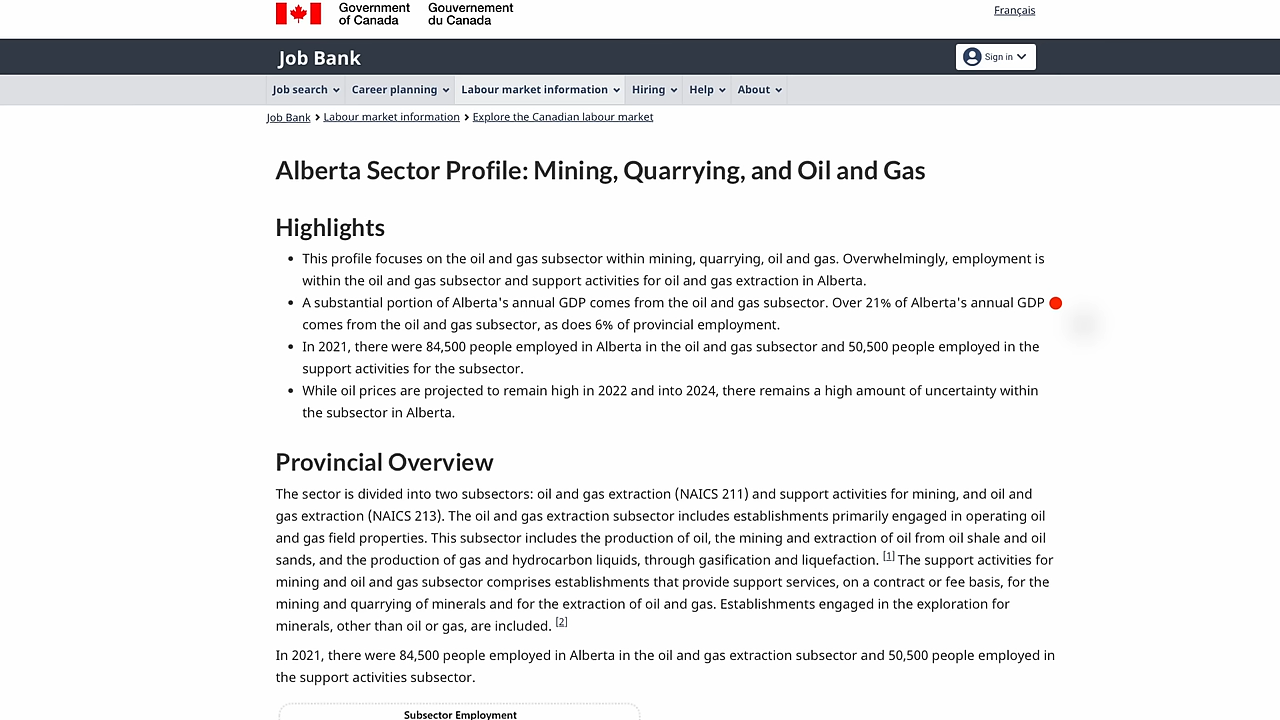 Government of Canada
Gouvernement du Canada
Français
Job Bank
Sign in
Job search Career planning Labour market information Hiring Help About
Job Bank Labour market information Explore the Canadian labour market
Alberta Sector Profile: Mining, Quarrying, and Oil and Gas
Highlights
This profile focuses on the oil and gas subsector within mining, quarrying, oil and gas. Overwhelmingly, employment is
within the oil and gas subsector and support activities for oil and gas extraction in Alberta.
A substantial portion of Alberta's annual GDP comes from the oil and gas subsector. Over 21% of Alberta's annual GDP
comes from the oil and gas subsector, as does 6% of provincial employment.
In 2021, there were 84,500 people employed in Alberta in the oil and gas subsector and 50,500 people employed in the
support activities for the subsector.
While oil prices are projected to remain high in 2022 and into 2024, there remains a high amount of uncertainty within
the subsector in Alberta.
Provincial Overview
The sector is divided into two subsectors: oil and gas extraction (NAICS 211) and support activities for mining, and oil and
gas extraction (NAICS 213). The oil and gas extraction subsector includes establishments primarily engaged in operating oil
and gas field properties. This subsector includes the production of oil, the mining and extraction of oil from oil shale and oil
sands, and the production of gas and hydrocarbon liquids, through gasification and liquefaction. [1] The support activities for
mining and oil and gas subsector comprises establishments that provide support services, on a contract or fee basis, for the
mining and quarrying of minerals and for the extraction of oil and gas. Establishments engaged in the exploration for
minerals, other than oil or gas, are included. [2]
In 2021, there were 84,500 people employed in Alberta in the oil and gas extraction subsector and 50,500 people employed in
the support activities subsector.
Subsector Employment